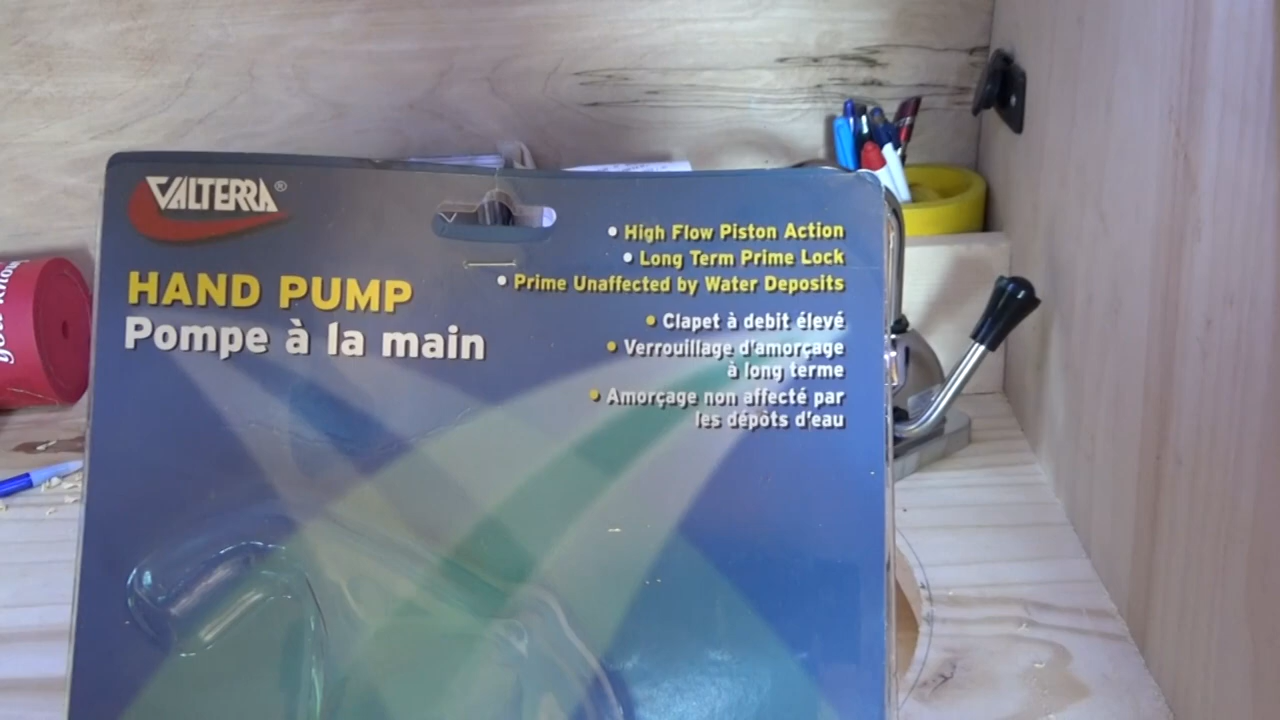 VALTERRA®
HAND PUMP
Pompe à la main
• High Flow Piston Action
• Long Term Prime Lock
• Prime Unaffected by Water Deposits
• Clapet à debit élevé
• Verrouillage d'amorçage
à long terme
• Amorçage non affecté par
les dépôts d'eau